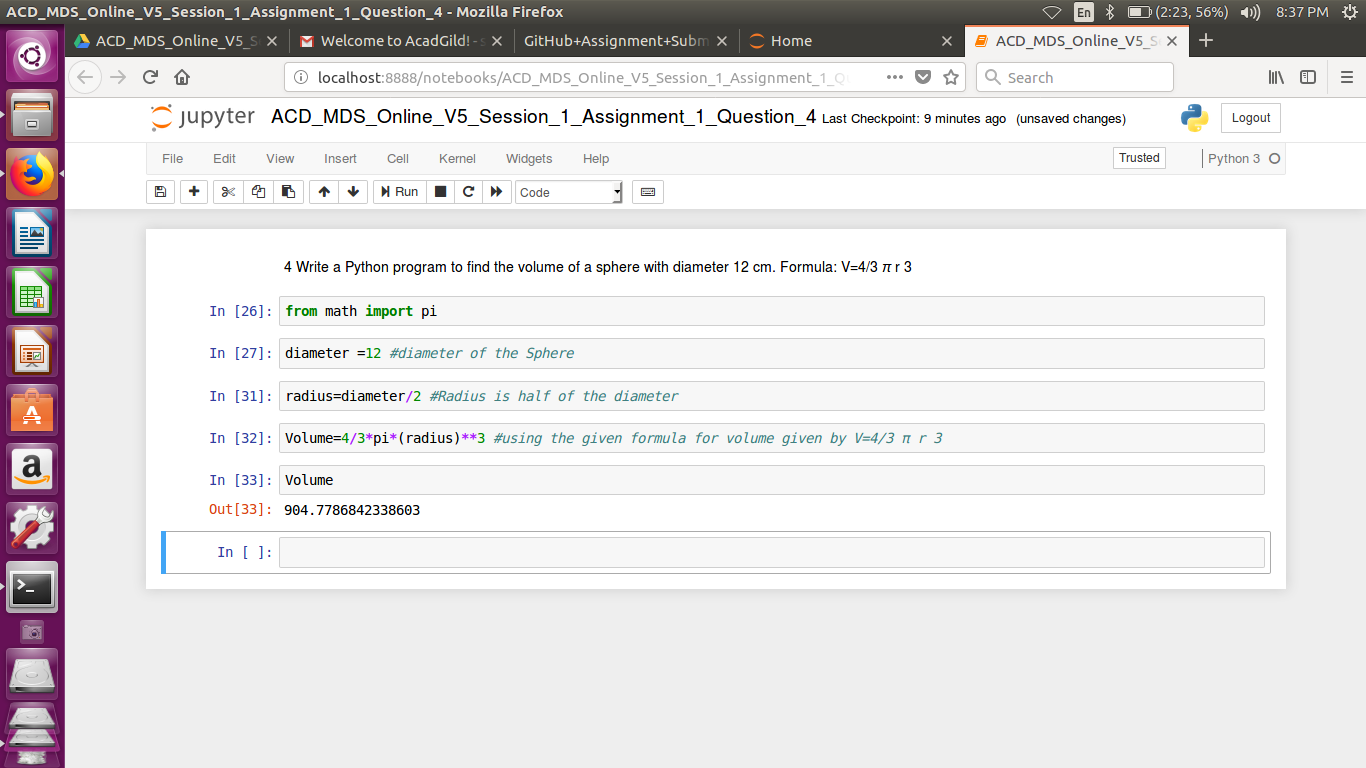 ACD_MDS_Online_V5_Session_1_Assignment_1_Question_4 - Mozilla Firefox
En
(2:23, 56%)
8:37 PM
ACD_MDS_Online_V5_S
Welcome to AcadGild! - s
GitHub+Assignment+Subm
Home
ACD_MDS_Online_V5_S
localhost:8888/notebooks/ACD_MDS_Online_V5_Session_1_Assignment_1_Qu
Search
jupyter
ACD_MDS_Online_V5_Session_1_Assignment_1_Question_4 Last Checkpoint: 9 minutes ago (unsaved changes)
Logout
File Edit View Insert Cell Kernel Widgets Help
Trusted
Python 3
Run
Code
4 Write a Python program to find the volume of a sphere with diameter 12 cm. Formula: V=4/3 π r 3
In [26]: from math import pi
In [27]: diameter =12 #diameter of the Sphere
In [31]: radius=diameter/2 #Radius is half of the diameter
In [32]: Volume=4/3*pi*(radius)**3 #using the given formula for volume given by V=4/3 π r 3
In [33]: Volume
Out[33]: 904.7786842338603
In [ ]: